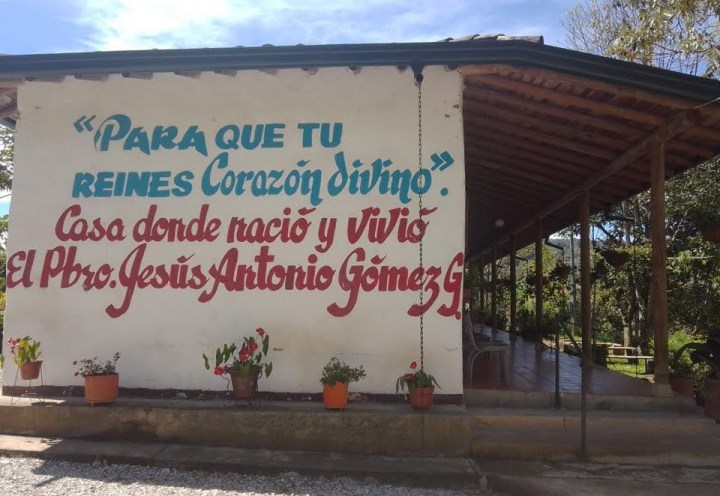 "PARA QUE TU
REINES Corazón divino".
Casa donde nació y vivió
El Pbro. Jesús Antonio Gómez G.